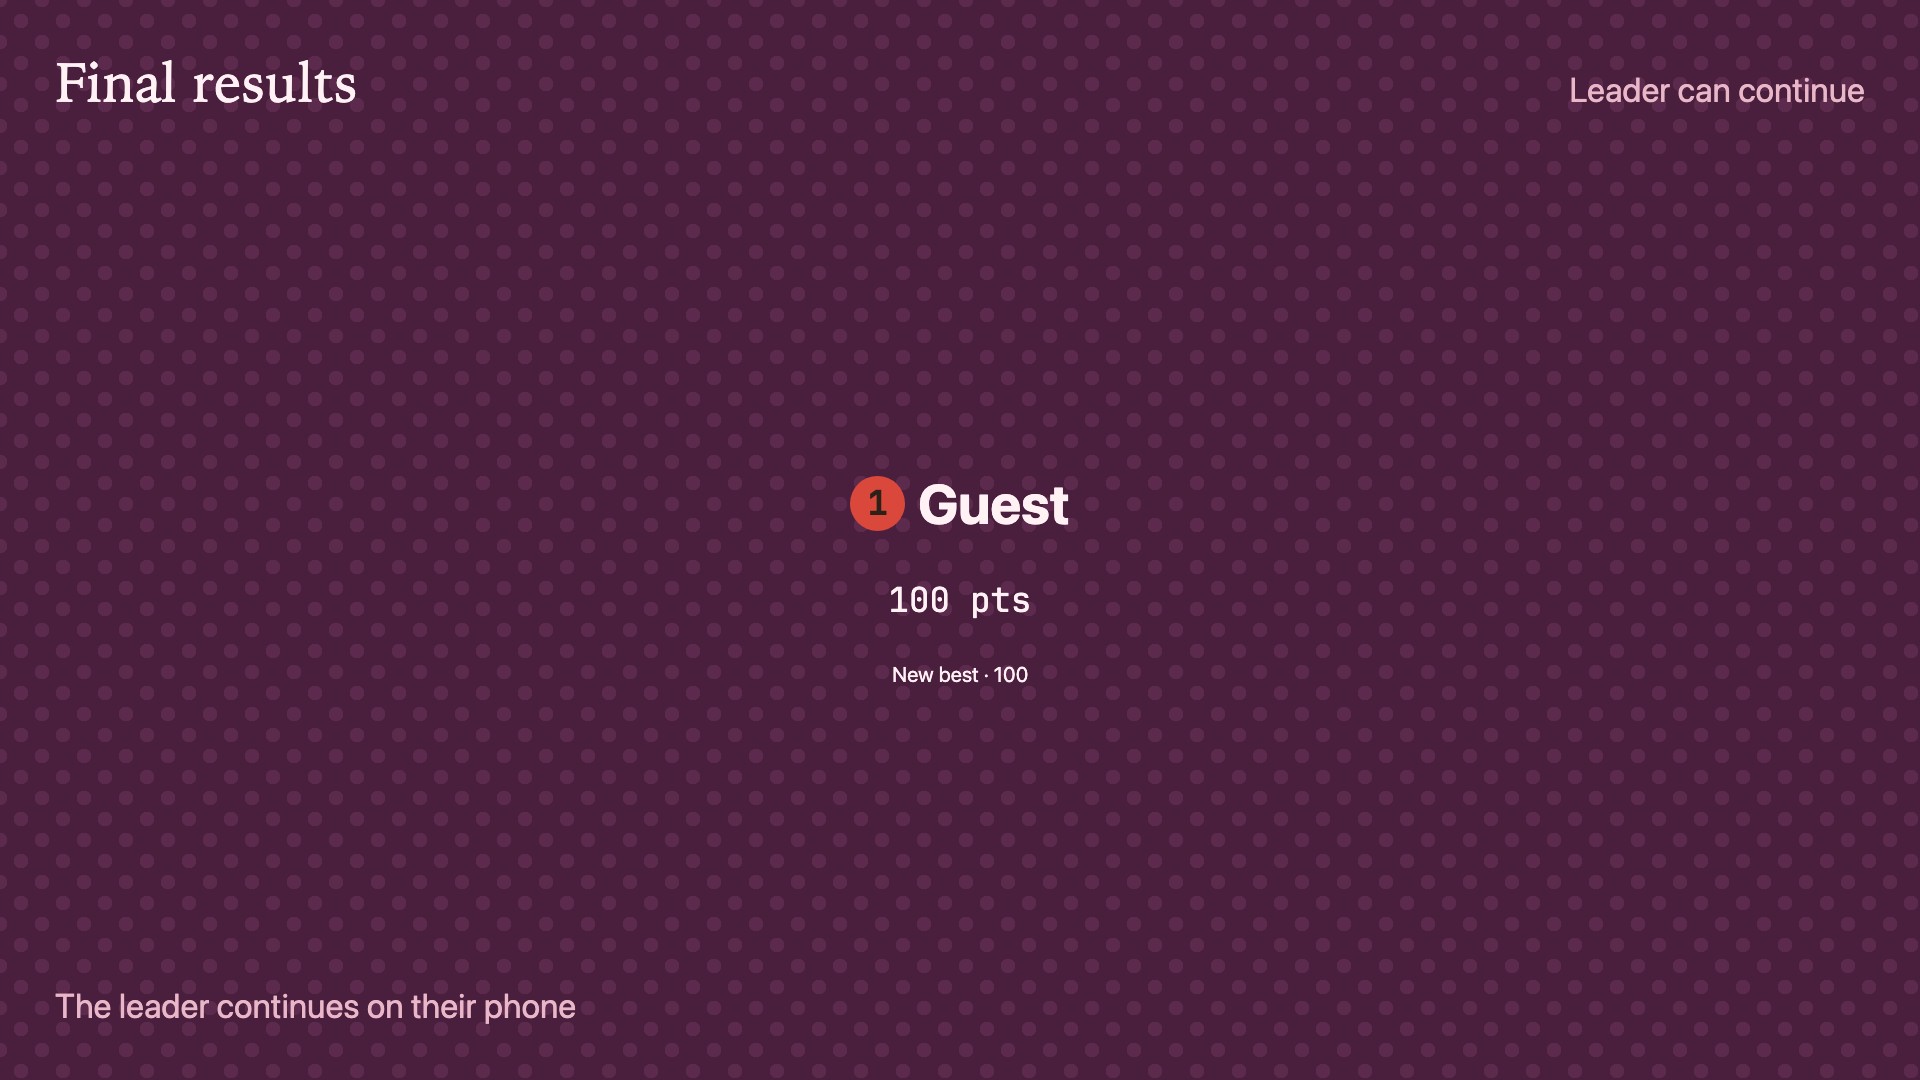 Final results
Leader can continue
1 Guest
100 pts
New best · 100
The leader continues on their phone